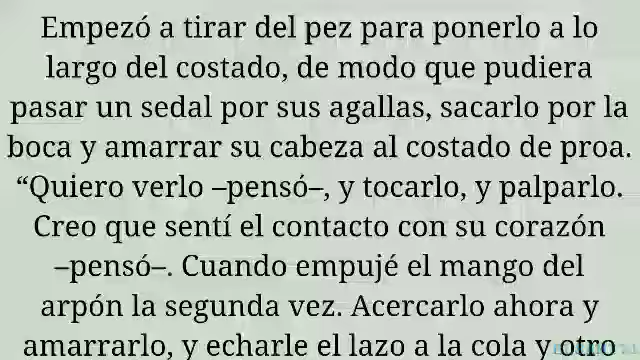 Empezó a tirar del pez para ponerlo a lo
largo del costado, de modo que pudiera
pasar un sedal por sus agallas, sacarlo por la
boca y amarrar su cabeza al costado de proa.
“Quiero verlo –pensó–, y tocarlo, y palparlo.
Creo que sentí el contacto con su corazón
–pensó–. Cuando empujé el mango del
arpón la segunda vez. Acercarlo ahora y
amarrarlo, y echarle el lazo a la cola y otro